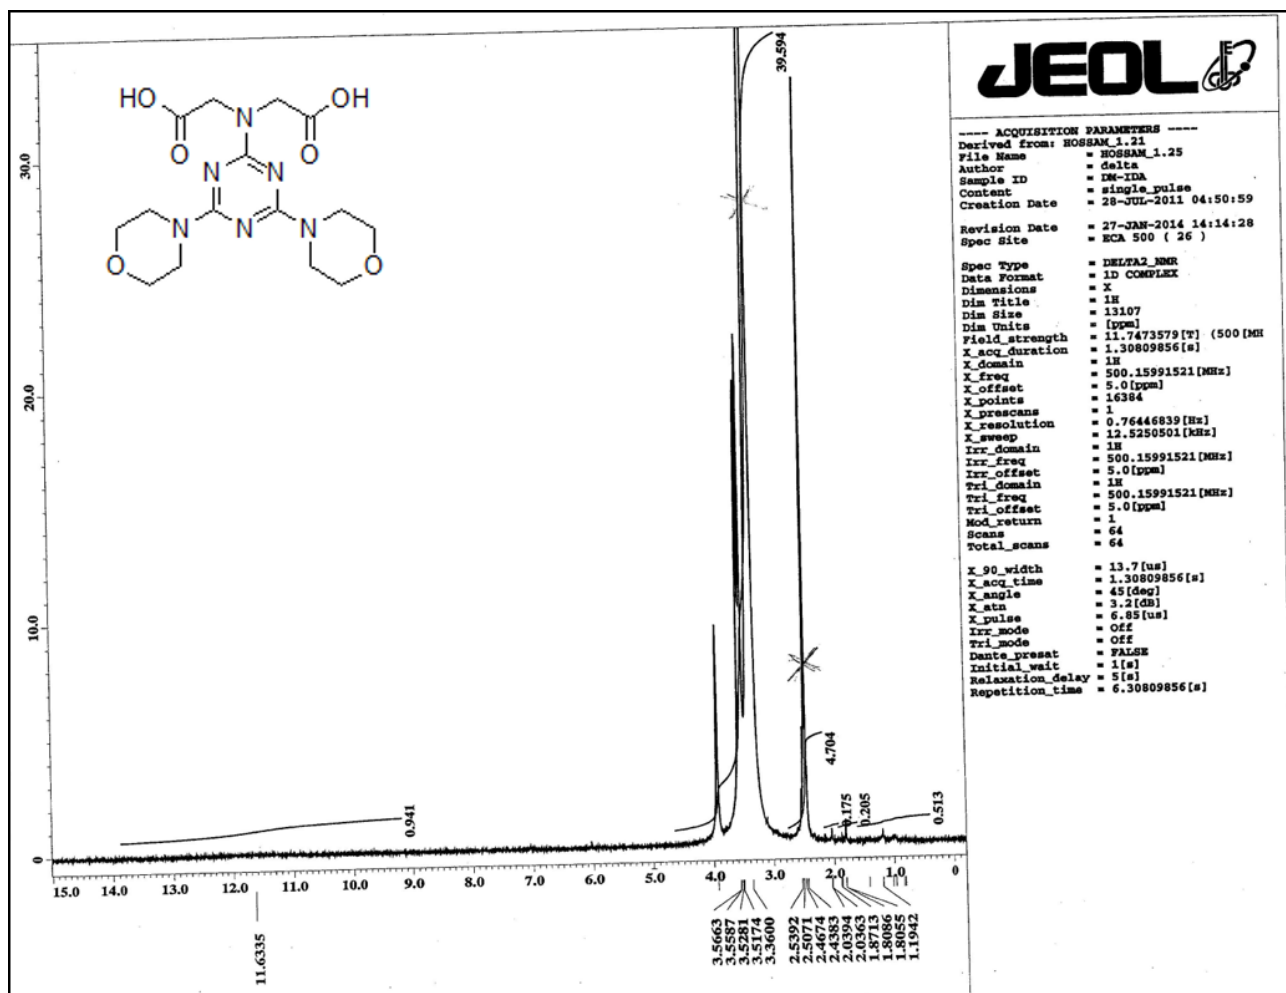 JEOL
---- ACQUISITION PARAMETERS ----
Derived from: HOSSAM_1.21
File Name = HOSSAM_1.25
Author = delta
Sample ID = DM-IDA
Content = single_pulse
Creation Date = 28-JUL-2011 04:50:59
Revision Date = 27-JAN-2014 14:14:28
Spec Site = ECA 500 ( 26 )
Spec Type = DELTA2_NMR
Data Format = 1D COMPLEX
Dimensions = X
Dim Title = 1H
Dim Size = 13107
Dim Units = [ppm]
Field_strength = 11.7473579[T] (500[MH
X_acq_duration = 1.30809856[s]
X_domain = 1H
X_freq = 500.15991521[MHz]
X_offset = 5.0[ppm]
X_points = 16384
X_prescans = 1
X_resolution = 0.76446839[Hz]
X_sweep = 12.5250501[kHz]
Irr_domain = 1H
Irr_freq = 500.15991521[MHz]
Irr_offset = 5.0[ppm]
Tri_domain = 1H
Tri_freq = 500.15991521[MHz]
Tri_offset = 5.0[ppm]
Mod_return = 1
Scans = 64
Total_scans = 64
X_90_width = 13.7[us]
X_acq_time = 1.30809856[s]
X_angle = 45[deg]
X_atn = 3.2[dB]
X_pulse = 6.85[us]
Irr_mode = Off
Tri_mode = Off
Dante_presat = FALSE
Initial_wait = 1[s]
Relaxation_delay = 5[s]
Repetition_time = 6.30809856[s]
HO OH
N
O O
N N
N N N
O O
30.0
20.0
10.0
0
39.594
0.941
4.704
0.175
0.205
0.513
15.0 14.0 13.0 12.0 11.0 10.0 9.0 8.0 7.0 6.0 5.0 4.0 3.0 2.0 1.0 0
11.6335
3.5663
3.5587
3.5281
3.5174
3.3600
2.5392
2.5071
2.4674
2.4383
2.0394
2.0363
1.8713
1.8086
1.8055
1.1942